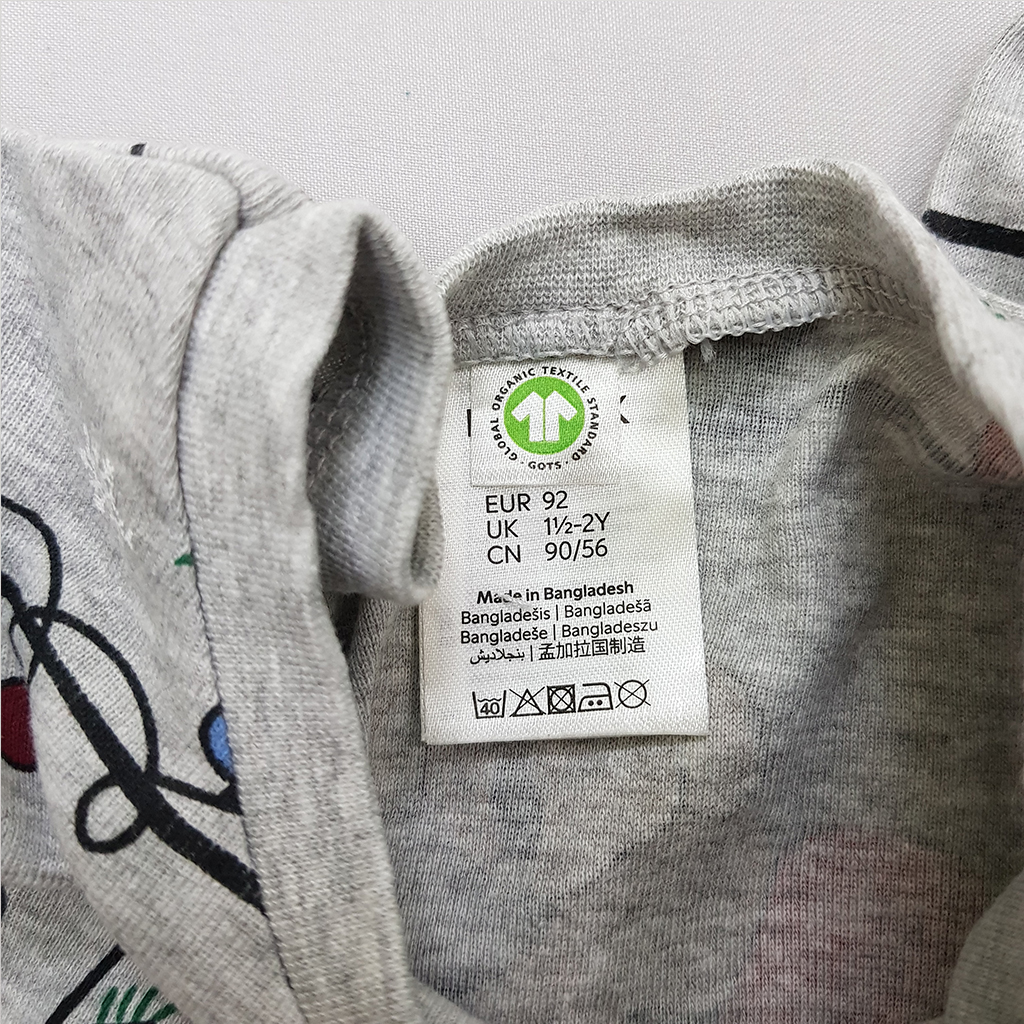 GLOBAL ORGANIC TEXTILE STANDARD
· GOTS ·
EUR 92
UK 1½-2Y
CN 90/56
Made in Bangladesh
Bangladešis | Bangladešā
Bangladeše | Bangladeszu
بنجلاديش | 孟加拉国制造
40